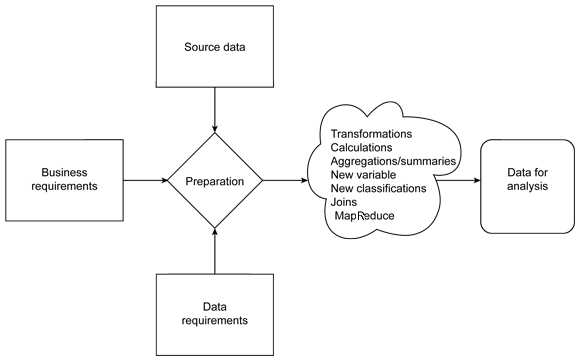 Source data
Business
requirements
Preparation
Transformations
Calculations
Aggregations/summaries
New variable
New classifications
Joins
MapReduce
Data for
analysis
Data
requirements